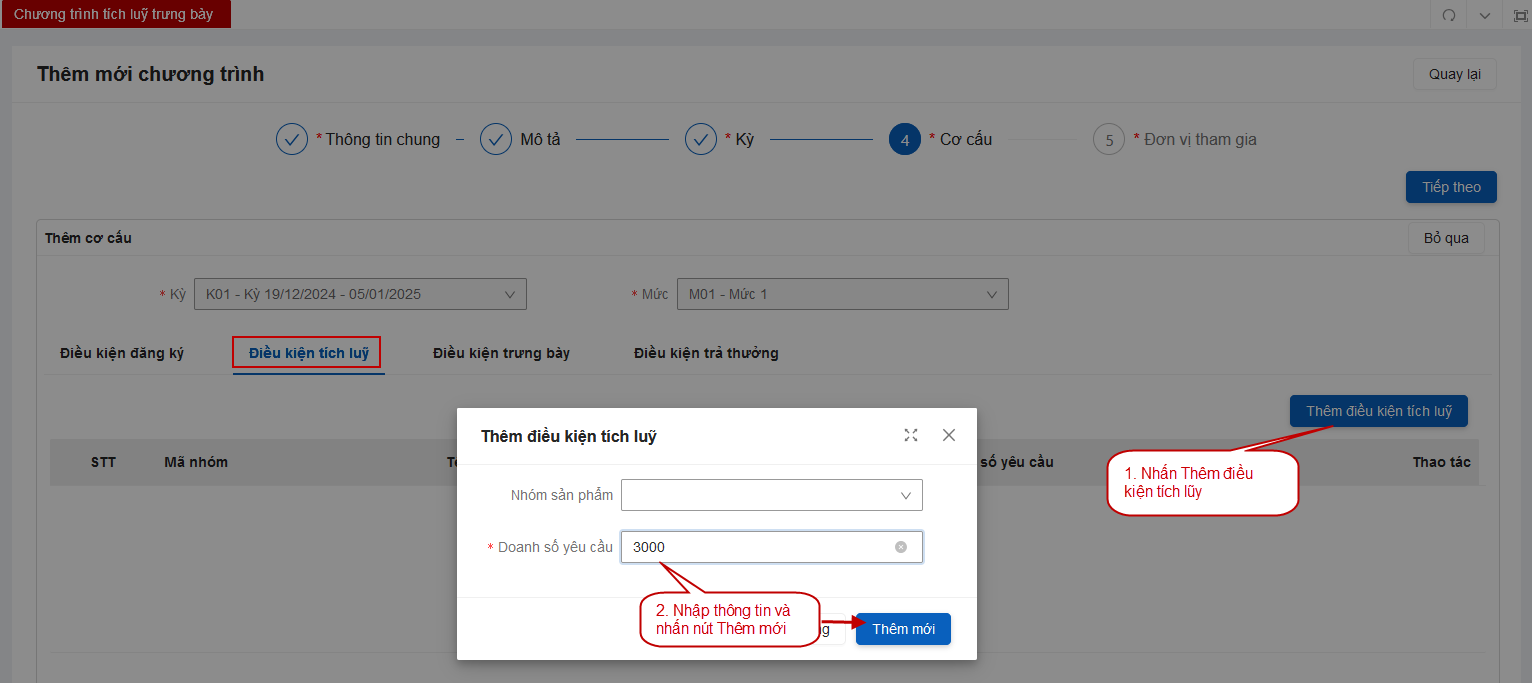 Chương trình tích luỹ trưng bày
Thêm mới chương trình
Quay lại
* Thông tin chung
Mô tả
* Kỳ
4 * Cơ cấu
5 * Đơn vị tham gia
Tiếp theo
Thêm cơ cấu
Bỏ qua
* Kỳ K01 - Kỳ 19/12/2024 - 05/01/2025
* Mức M01 - Mức 1
Điều kiện đăng ký
Điều kiện tích luỹ
Điều kiện trưng bày
Điều kiện trả thưởng
Thêm điều kiện tích luỹ
STT
Mã nhóm
số yêu cầu
Thao tác
1. Nhấn Thêm điều
kiện tích lũy
Thêm điều kiện tích luỹ
Nhóm sản phẩm
* Doanh số yêu cầu 3000
2. Nhập thông tin và
nhấn nút Thêm mới
Thêm mới